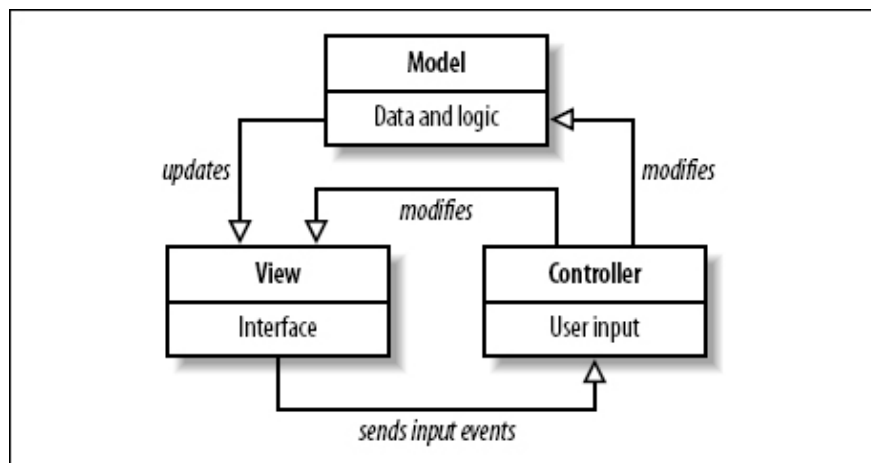 Model
Data and logic
updates
modifies
modifies
View
Interface
Controller
User input
sends input events